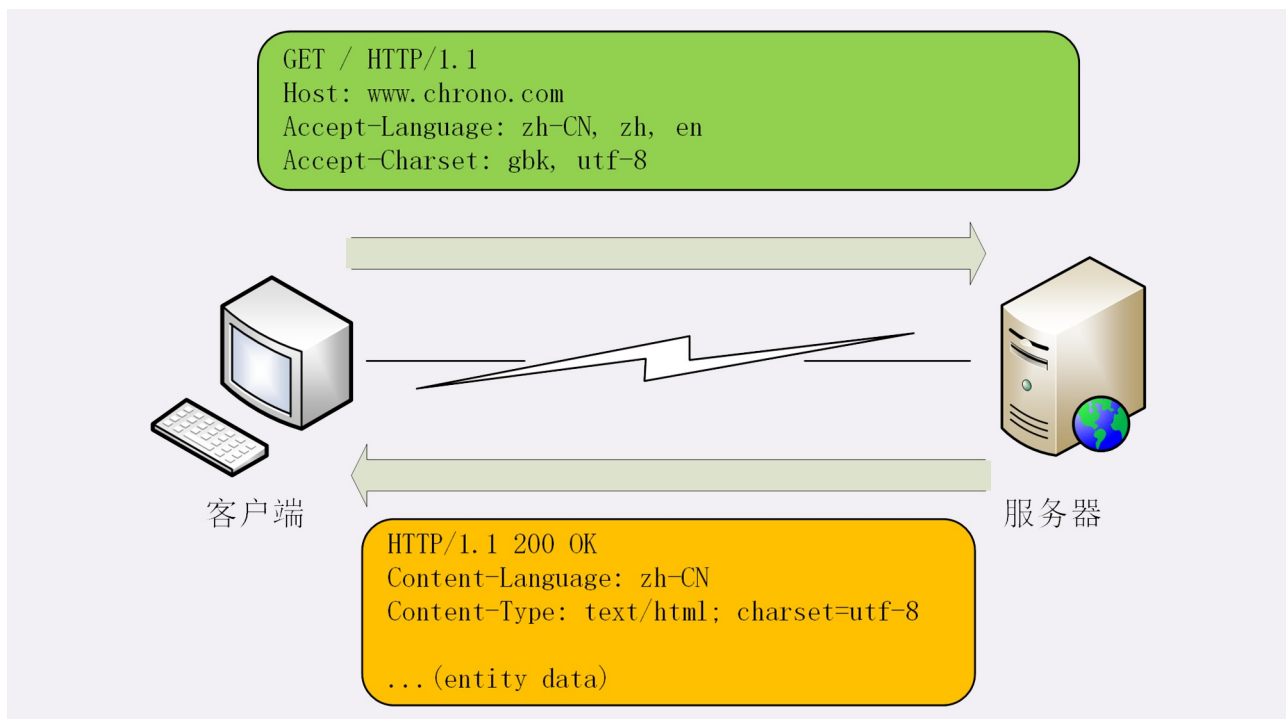 GET / HTTP/1.1
Host: www.chrono.com
Accept-Language: zh-CN, zh, en
Accept-Charset: gbk, utf-8
客户端
服务器
HTTP/1.1 200 OK
Content-Language: zh-CN
Content-Type: text/html; charset=utf-8
...(entity data)